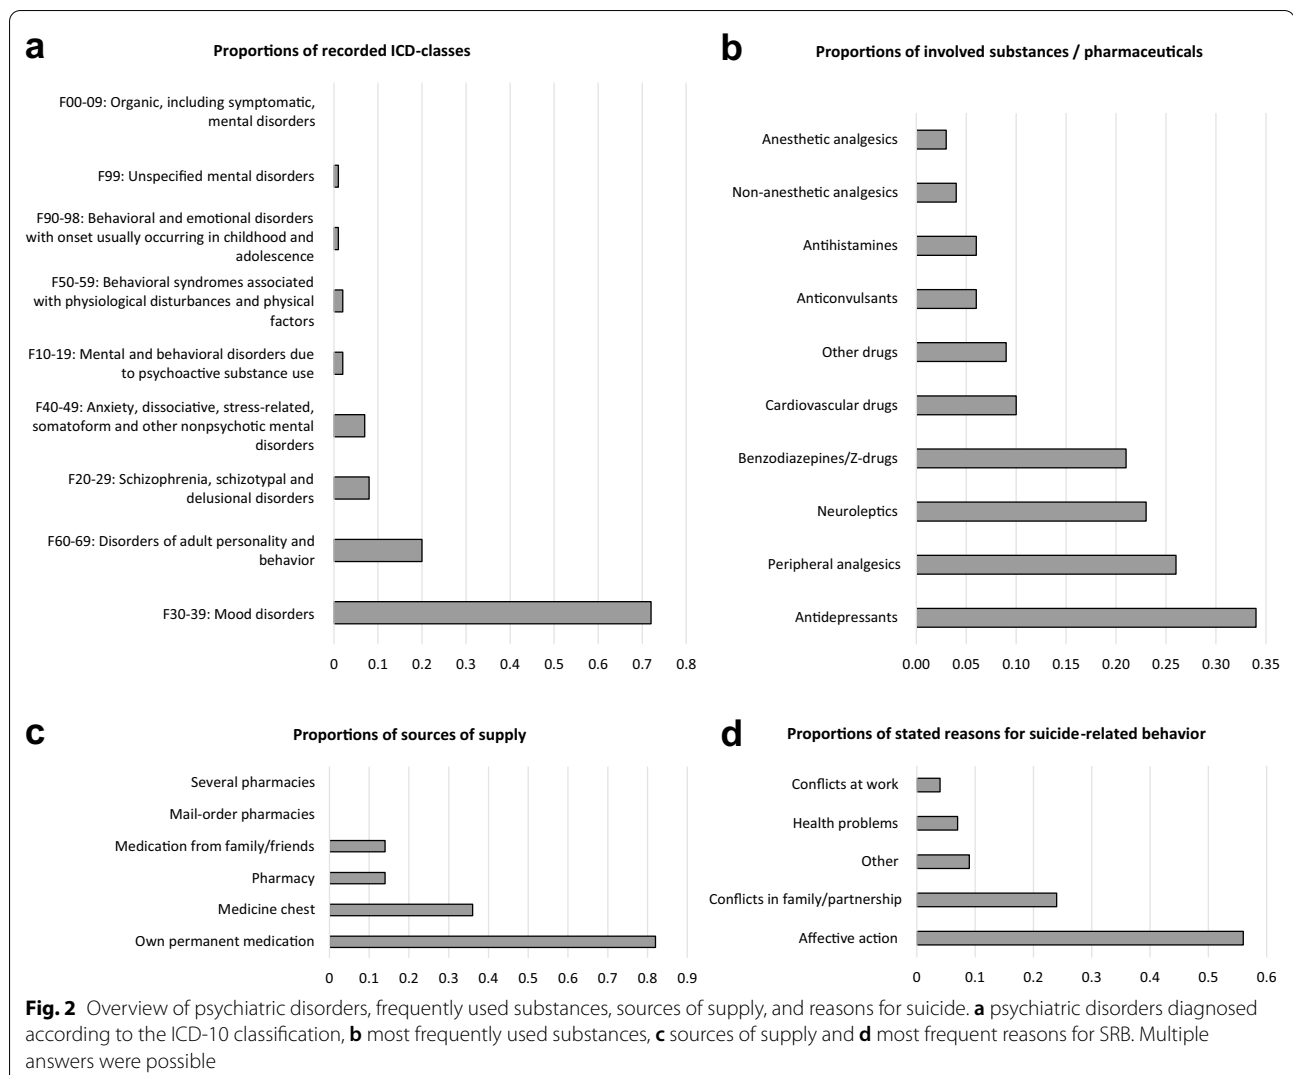 a
Proportions of recorded ICD-classes
F00-09: Organic, including symptomatic,
mental disorders
F99: Unspecified mental disorders
F90-98: Behavioral and emotional disorders
with onset usually occurring in childhood and
adolescence
F50-59: Behavioral syndromes associated
with physiological disturbances and physical
factors
F10-19: Mental and behavioral disorders due
to psychoactive substance use
F40-49: Anxiety, dissociative, stress-related,
somatoform and other nonpsychotic mental
disorders
F20-29: Schizophrenia, schizotypal and
delusional disorders
F60-69: Disorders of adult personality and
behavior
F30-39: Mood disorders
0 0.1 0.2 0.3 0.4 0.5 0.6 0.7 0.8
b
Proportions of involved substances / pharmaceuticals
Anesthetic analgesics
Non-anesthetic analgesics
Antihistamines
Anticonvulsants
Other drugs
Cardiovascular drugs
Benzodiazepines/Z-drugs
Neuroleptics
Peripheral analgesics
Antidepressants
0.00 0.05 0.10 0.15 0.20 0.25 0.30 0.35
c
Proportions of sources of supply
Several pharmacies
Mail-order pharmacies
Medication from family/friends
Pharmacy
Medicine chest
Own permanent medication
0 0.1 0.2 0.3 0.4 0.5 0.6 0.7 0.8 0.9
d
Proportions of stated reasons for suicide-related behavior
Conflicts at work
Health problems
Other
Conflicts in family/partnership
Affective action
0 0.1 0.2 0.3 0.4 0.5 0.6
Fig. 2 Overview of psychiatric disorders, frequently used substances, sources of supply, and reasons for suicide. a psychiatric disorders diagnosed
according to the ICD-10 classification, b most frequently used substances, c sources of supply and d most frequent reasons for SRB. Multiple
answers were possible